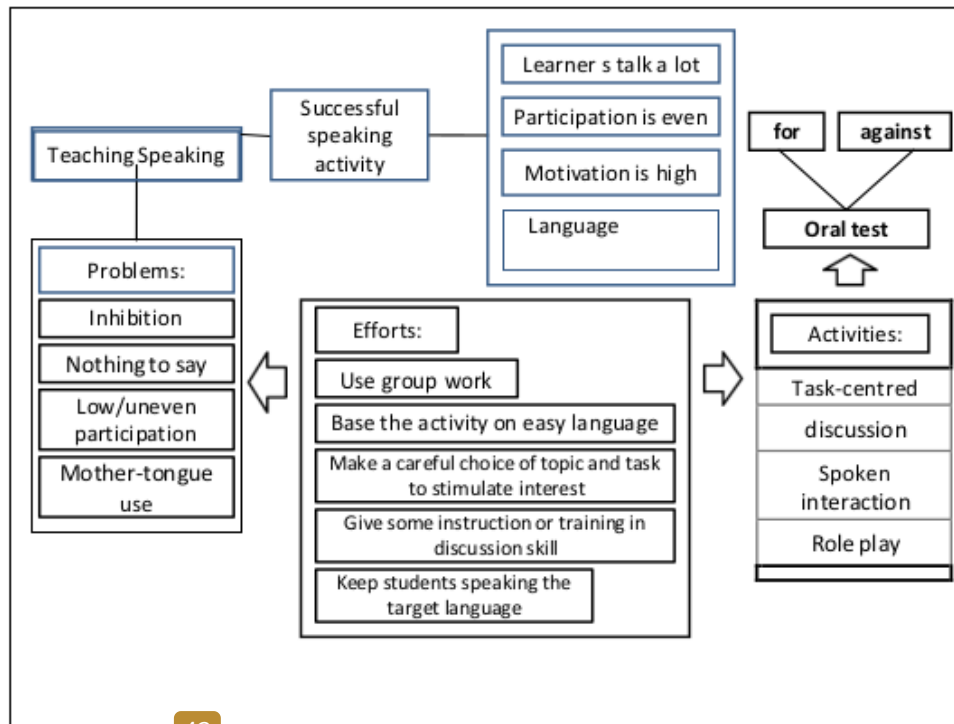 Teaching Speaking
Successful
speaking
activity
Learner s talk a lot
Participation is even
Motivation is high
Language
for
against
Oral test
Problems:
Inhibition
Nothing to say
Low/uneven
participation
Mother-tongue
use
Efforts:
Use group work
Base the activity on easy language
Make a careful choice of topic and task
to stimulate interest
Give some instruction or training in
discussion skill
Keep students speaking the
target language
Activities:
Task-centred
discussion
Spoken
interaction
Role play